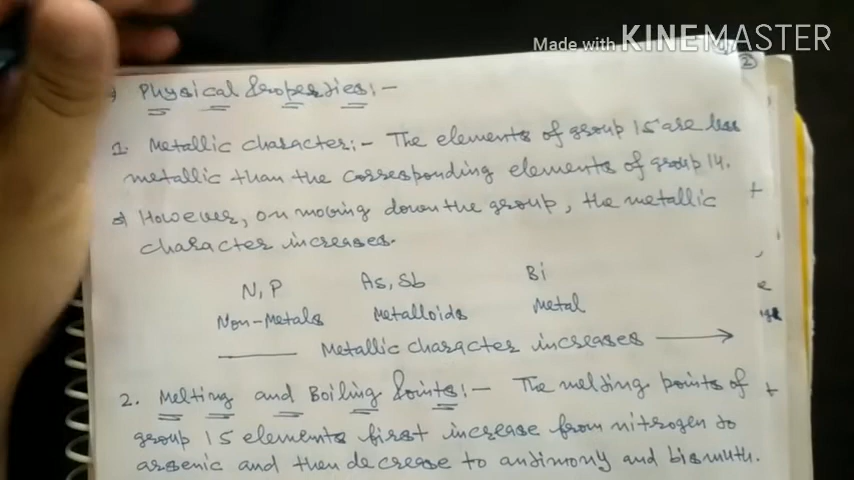 Made with KINEMASTER
2
Physical Properties:-
1. Metallic character:- The elements of group 15 are less
metallic than the corresponding elements of group 14.
However, on moving down the group, the metallic
character increases.
N, P As, Sb Bi
Non-Metals Metalloids Metal
Metallic character increases
2. Melting and Boiling Points:- The melting points of
group 15 elements first increase from nitrogen to
arsenic and then decrease to antimony and bismuth.